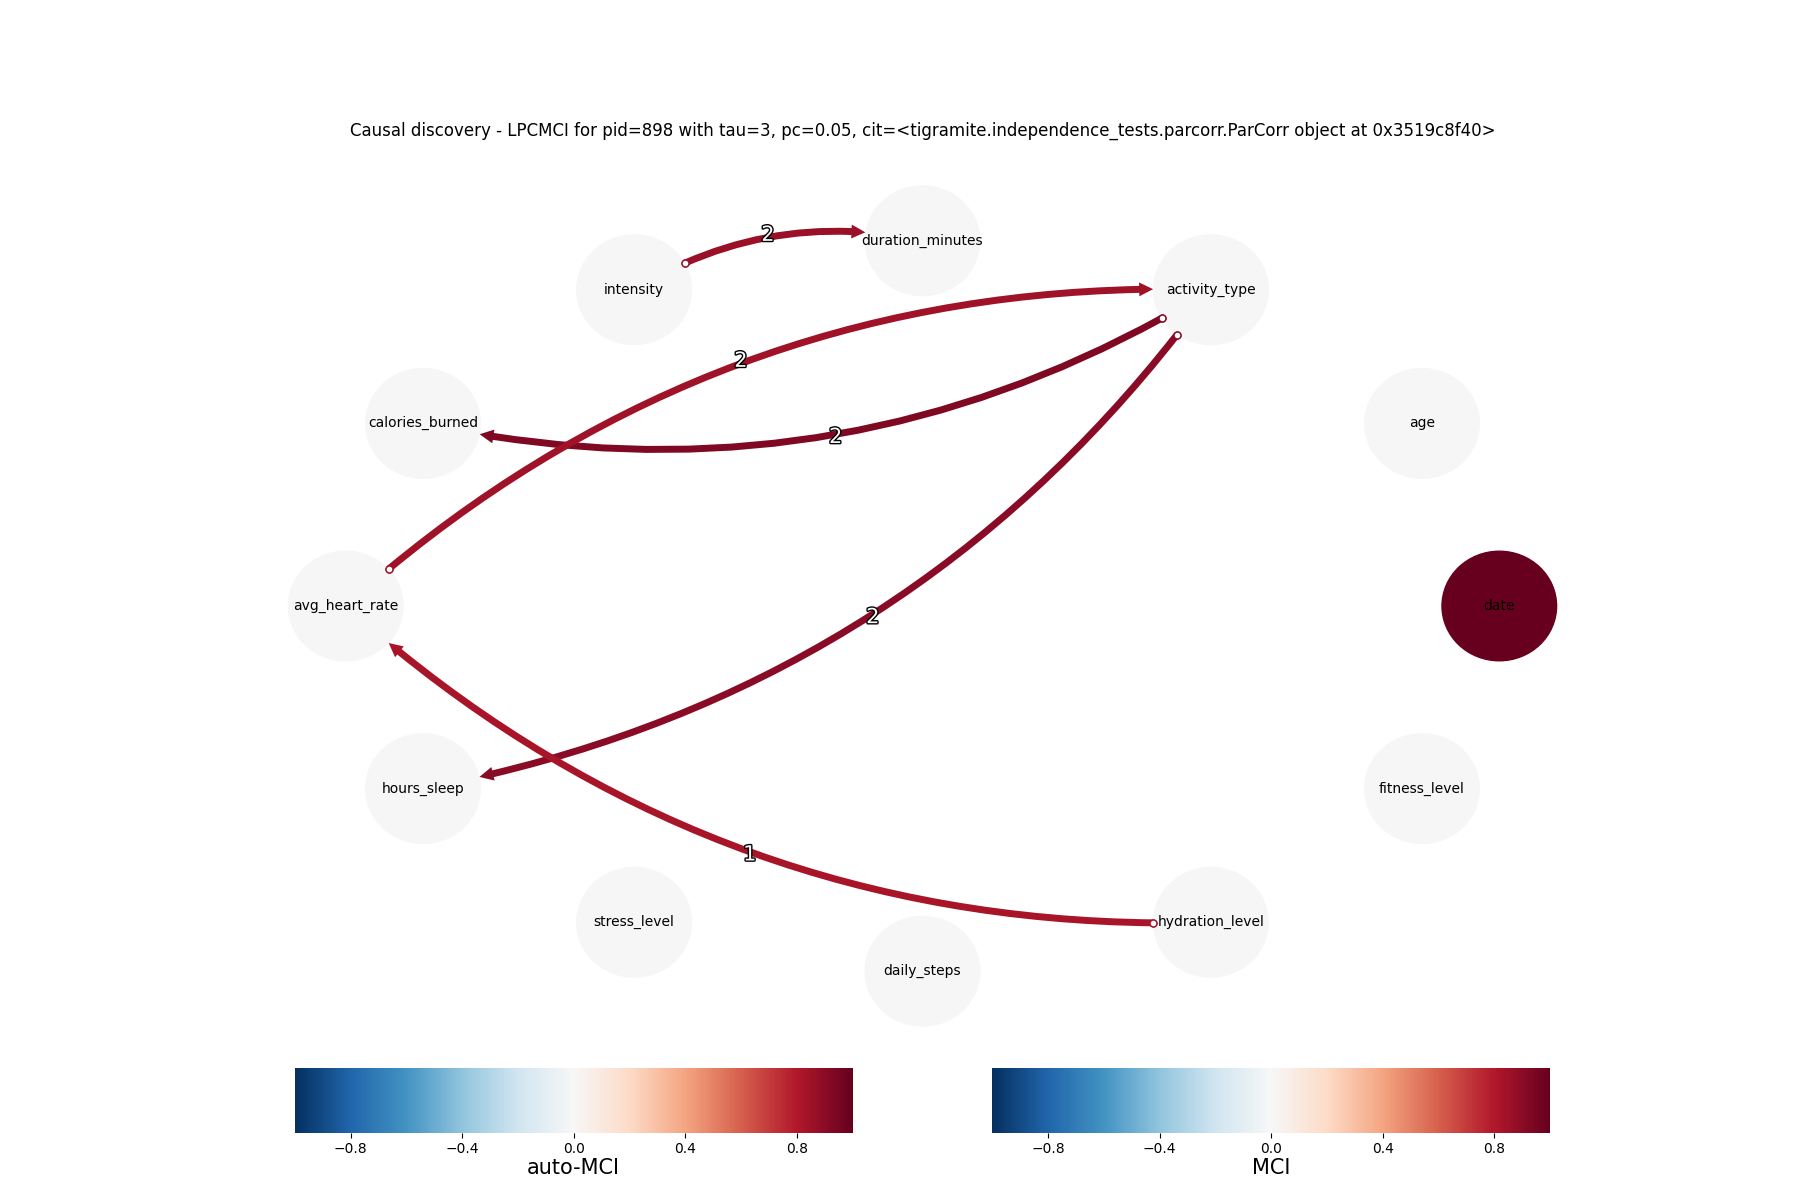 Causal discovery - LPCMCI for pid=898 with tau=3, pc=0.05, cit=<tigramite.independence_tests.parcorr.ParCorr object at 0x3519c8f40>
2
duration_minutes
intensity
activity_type
2
calories_burned
2
age
avg_heart_rate
2
date
hours_sleep
fitness_level
1
stress_level
hydration_level
daily_steps
−0.8 −0.4 0.0 0.4 0.8
auto-MCI
−0.8 −0.4 0.0 0.4 0.8
MCI